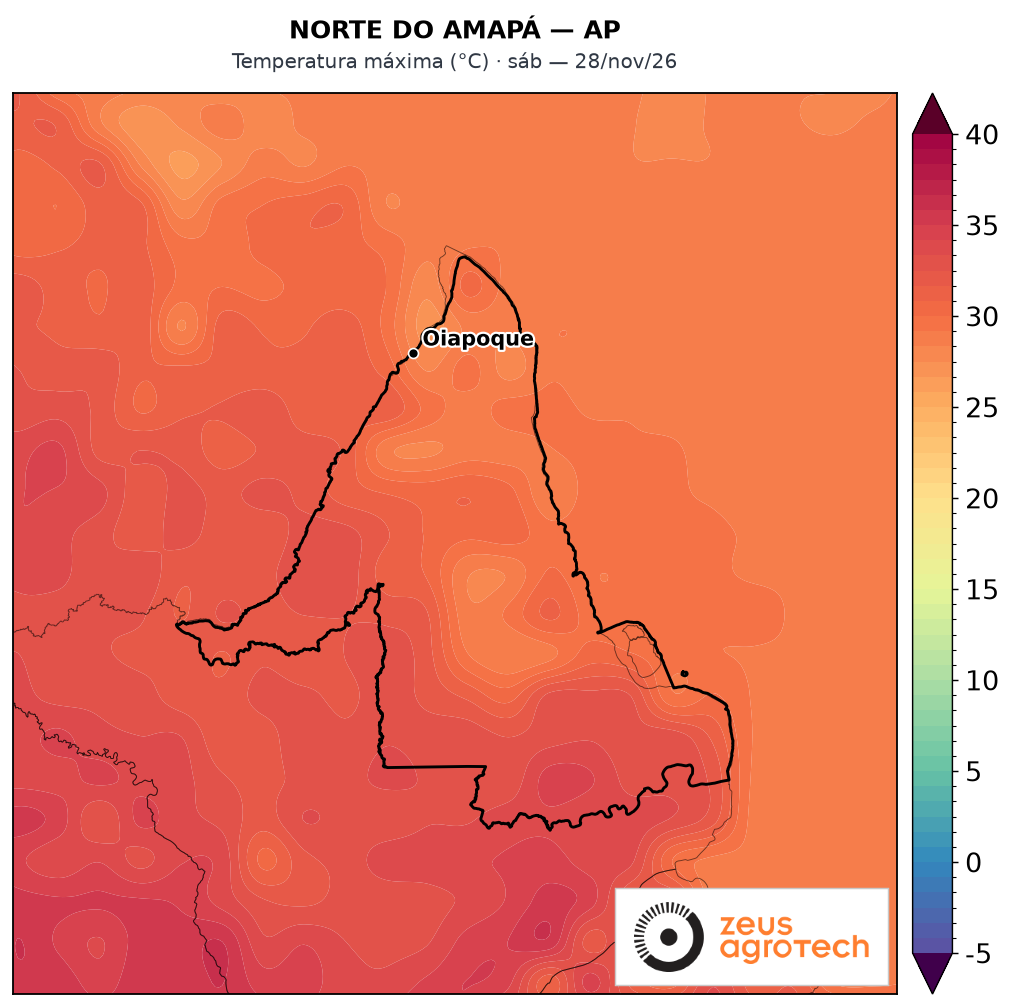 NORTE DO AMAPÁ — AP
Temperatura máxima (°C) · sáb — 28/nov/26
Oiapoque
40
35
30
25
20
15
10
5
0
-5
zeus
agrotech